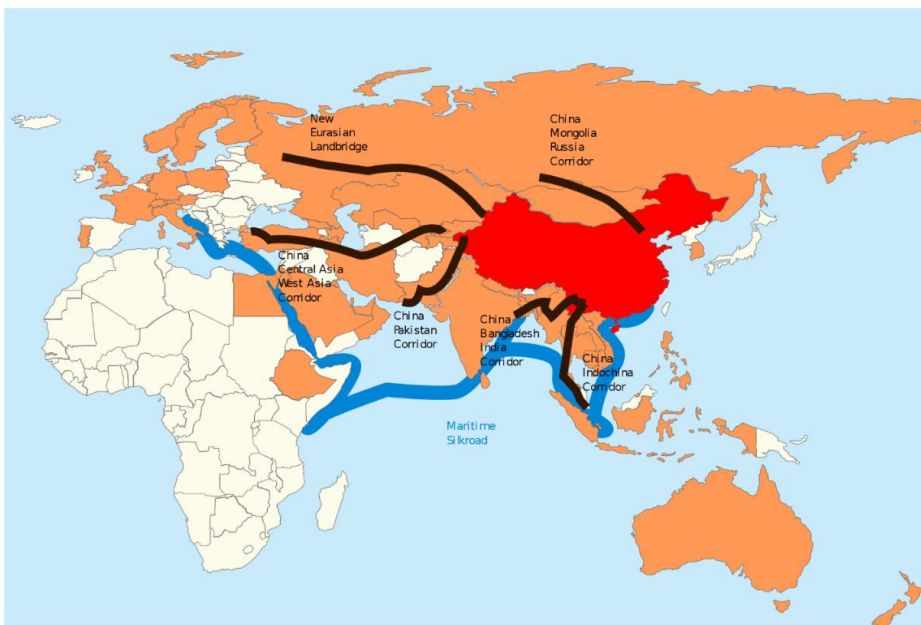 New
Eurasian
Landbridge
China
Mongolia
Russia
Corridor
China
Central Asia
West Asia
Corridor
China
Pakistan
Corridor
China
Bangladesh
India
Corridor
China
Indochina
Corridor
Maritime
Silkroad